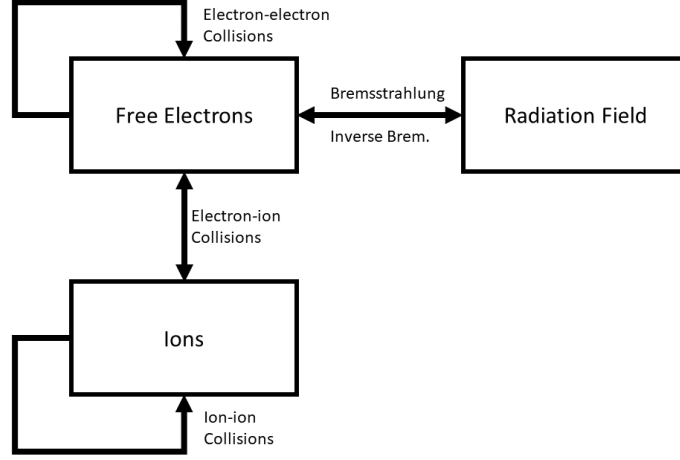 Electron-electron
Collisions
Free Electrons
Bremsstrahlung
Inverse Brem.
Radiation Field
Electron-ion
Collisions
Ions
Ion-ion
Collisions